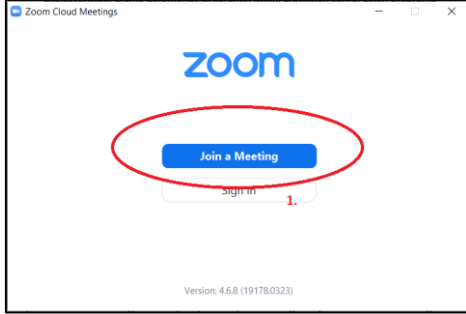 Zoom Cloud Meetings
zoom
Join a Meeting
Sign In
1.
Version: 4.6.8 (19178.0323)